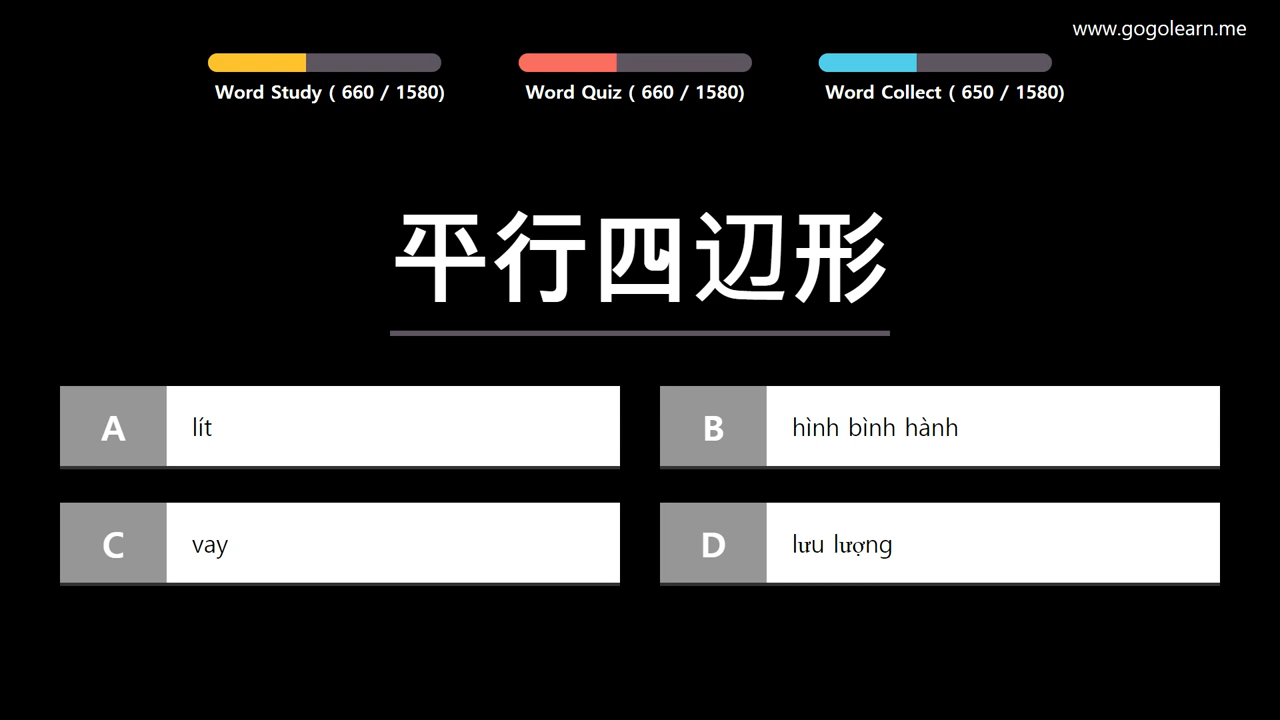 www.gogolearn.me
Word Study ( 660 / 1580)
Word Quiz ( 660 / 1580)
Word Collect ( 650 / 1580)
平行四辺形
A lít
B hình bình hành
C vay
D lưu lượng